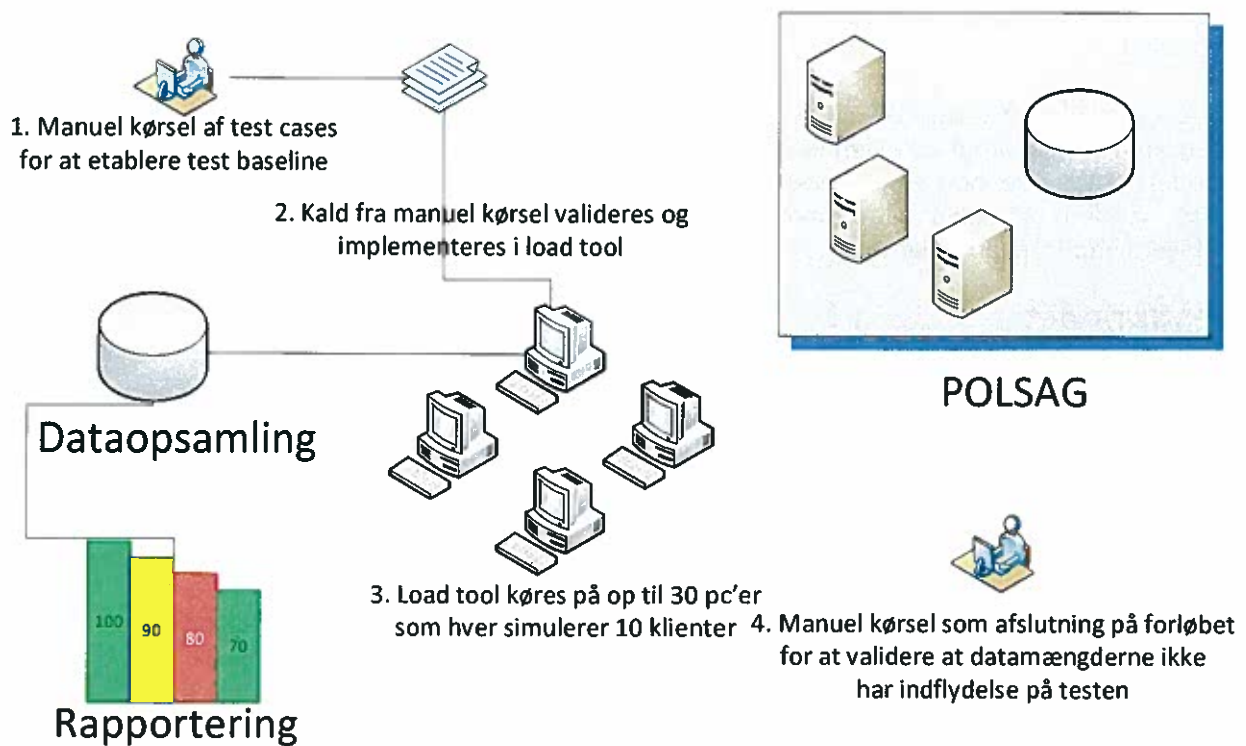 1. Manuel kørsel af test cases
for at etablere test baseline
2. Kald fra manuel kørsel valideres og
implementeres i load tool
POLSAG
Dataopsamling
3. Load tool køres på op til 30 pc'er
som hver simulerer 10 klienter
4. Manuel kørsel som afslutning på forløbet
for at validere at datamængderne ikke
har indflydelse på testen
100
90
80
70
Rapportering